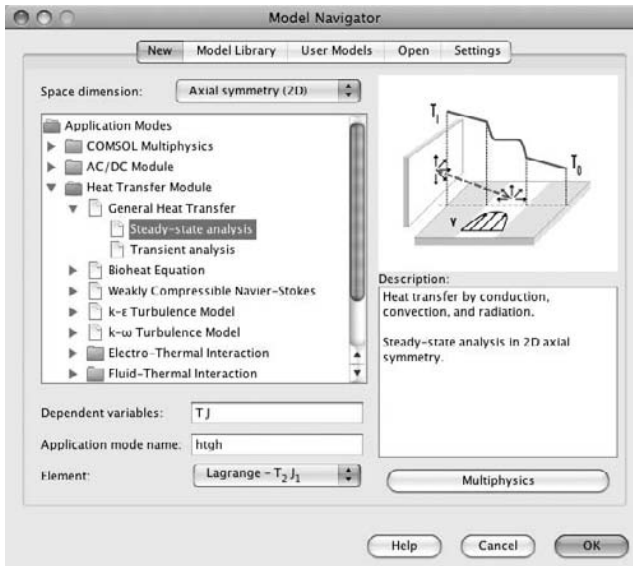 Model Navigator
New Model Library User Models Open Settings
Space dimension: Axial symmetry (2D)
Application Modes
COMSOL Multiphysics
AC/DC Module
Heat Transfer Module
General Heat Transfer
Steady-state analysis
Transient analysis
Bioheat Equation
Weakly Compressible Navier-Stokes
k-ε Turbulence Model
k-ω Turbulence Model
Electro-Thermal Interaction
Fluid-Thermal Interaction
Dependent variables: T J
Application mode name: htgh
Element: Lagrange - T₂ J₁
T₁
T₀
v
Description:
Heat transfer by conduction,
convection, and radiation.
Steady-state analysis in 2D axial
symmetry.
Multiphysics
Help Cancel OK